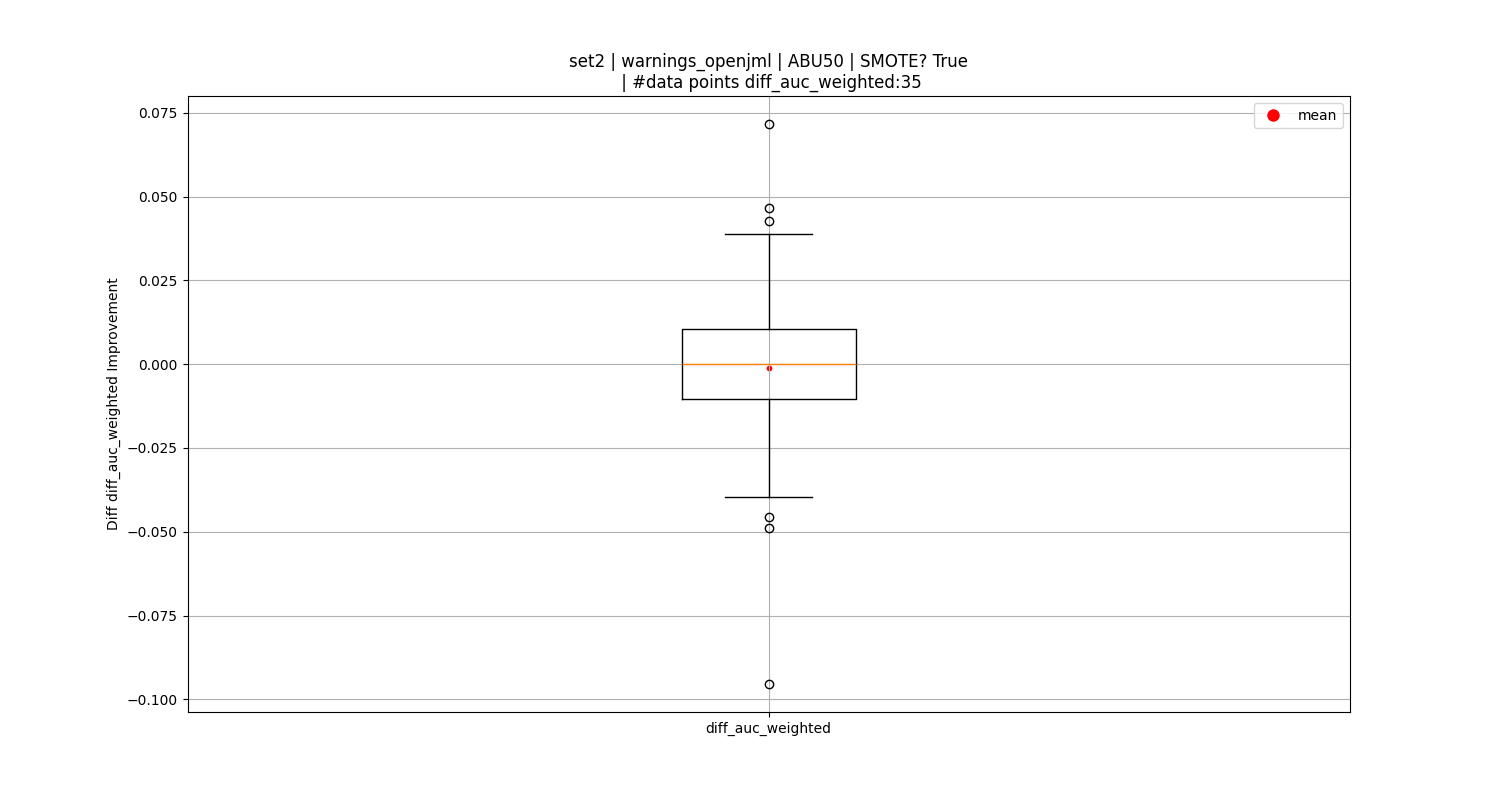 set2 | warnings_openjml | ABU50 | SMOTE? True
| #data points diff_auc_weighted:35
mean
Diff diff_auc_weighted Improvement
0.075
0.050
0.025
0.000
−0.025
−0.050
−0.075
−0.100
diff_auc_weighted